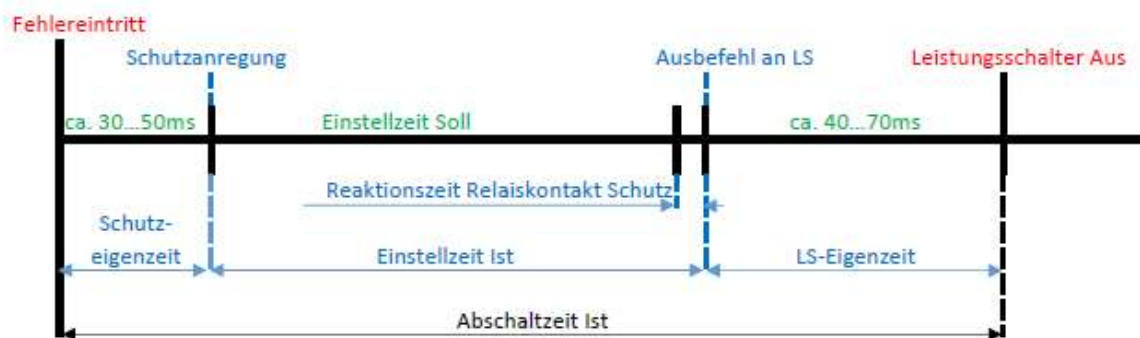 Fehlereintritt
Schutzanregung
Ausbefehl an LS
Leistungsschalter Aus
ca. 30...50ms
Einstellzeit Soll
ca. 40...70ms
Reaktionszeit Relaiskontakt Schutz
Schutz-
eigenzeit
Einstellzeit Ist
LS-Eigenzeit
Abschaltzeit Ist